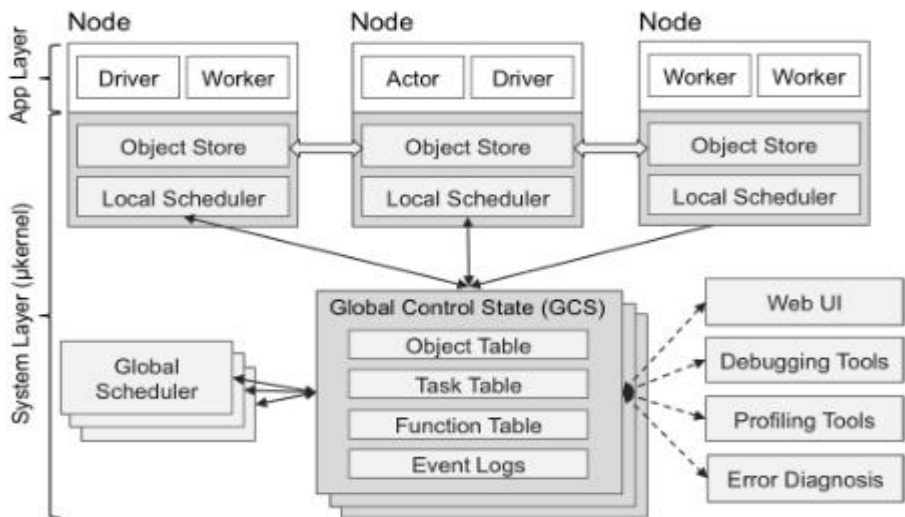 Node
Node
Node
App Layer
Driver
Worker
Actor
Driver
Worker
Worker
Object Store
Object Store
Object Store
Local Scheduler
Local Scheduler
Local Scheduler
System Layer (μkernel)
Global Control State (GCS)
Object Table
Task Table
Function Table
Event Logs
Global
Scheduler
Web UI
Debugging Tools
Profiling Tools
Error Diagnosis